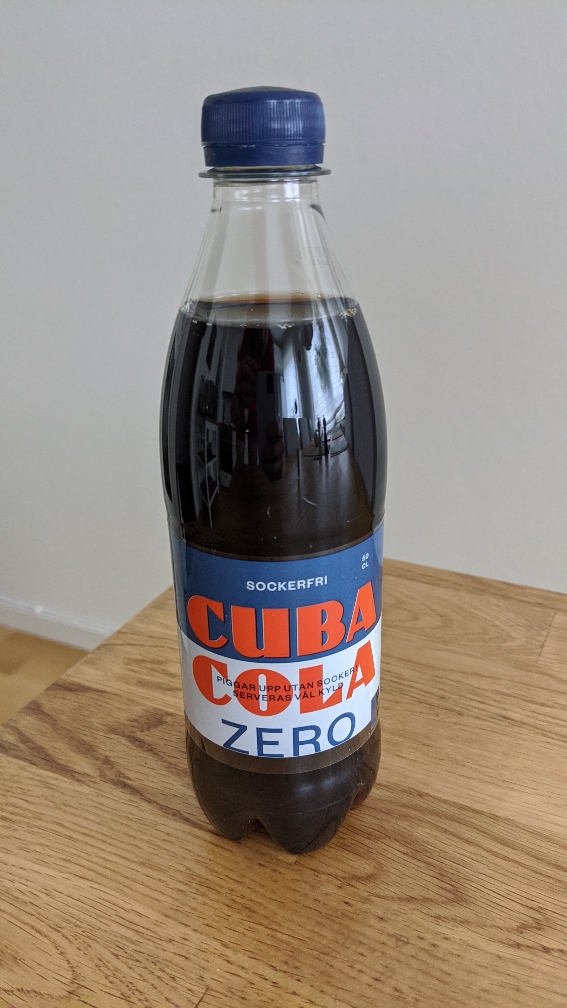 50
CL
SOCKERFRI
CUBA
COLA
PIGGAR UPP UTAN SOCKER!
SERVERAS VÄL KYLD
ZERO